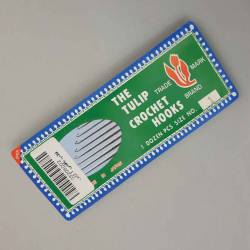 THE
TULIP
CROCHET
HOOKS
TRADE
MARK
BRAND
1 DOZEN PCS SIZE NO.